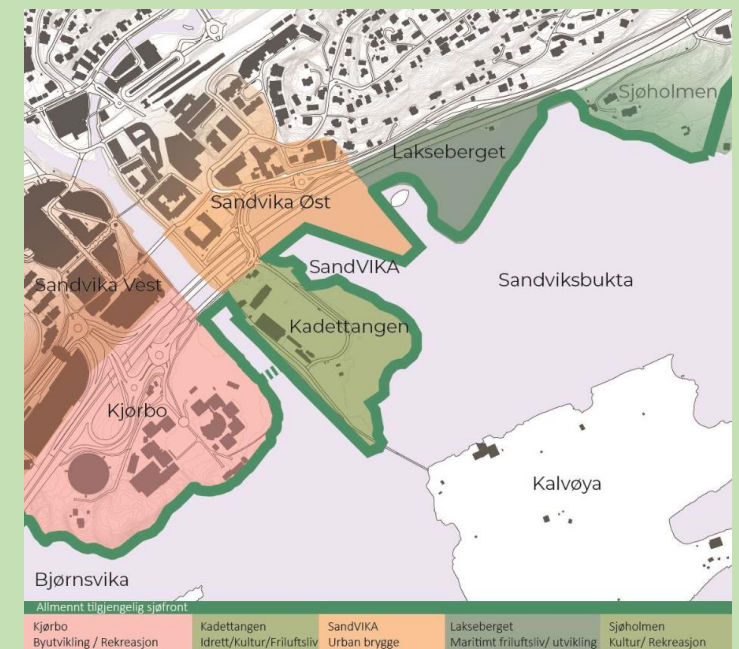 Sjøholmen
Lakseberget
Sandvika Øst
SandVIKA
Sandviksbukta
Sandvika Vest
Kadettangen
Kjørbo
Kalvøya
Bjørnsvika
Allmennt tilgjengelig sjøfront
Kjørbo
Byutvikling / Rekreasjon
Kadettangen
Idrett/Kultur/Friluftsliv
SandVIKA
Urban brygge
Lakseberget
Maritimt friluftsliv/ utvikling
Sjøholmen
Kultur/ Rekreasjon